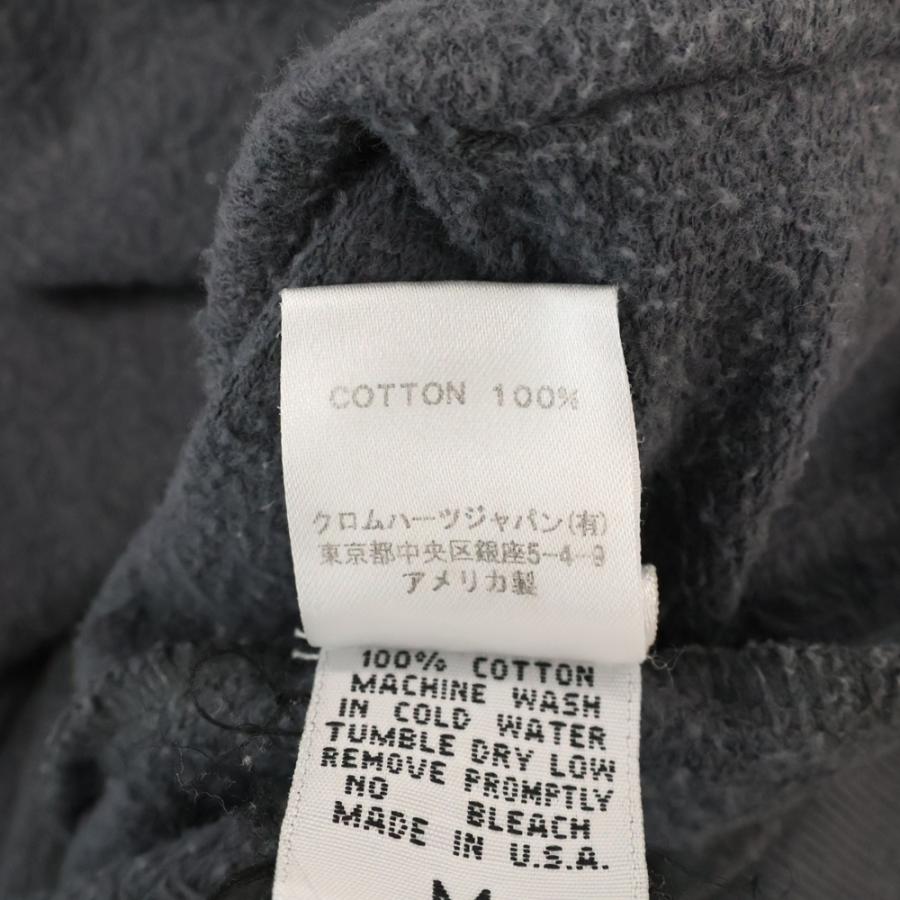 COTTON 100%
クロムハーツジャパン(有)
東京都中央区銀座5-4-9
アメリカ製
100% COTTON
MACHINE WASH
IN COLD WATER
TUMBLE DRY LOW
REMOVE PROMPTLY
NO BLEACH
MADE IN U.S.A.
M